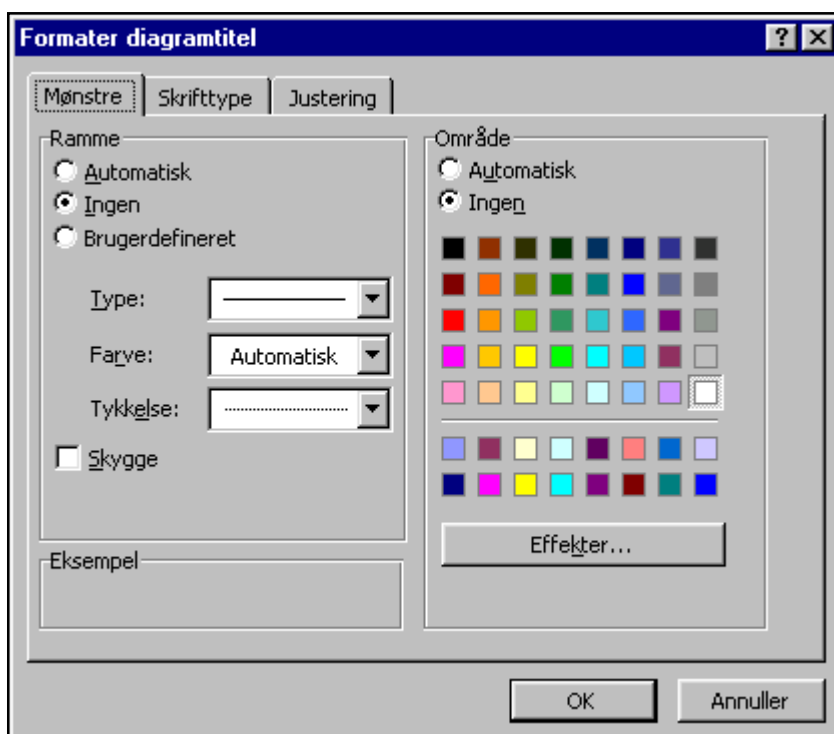 Formater diagramtitel
Mønstre
Skrifttype
Justering
Ramme
Automatisk
Ingen
Brugerdefineret
Type:
Farve:
Automatisk
Tykkelse:
Skygge
Eksempel
Område
Automatisk
Ingen
Effekter...
OK
Annuller